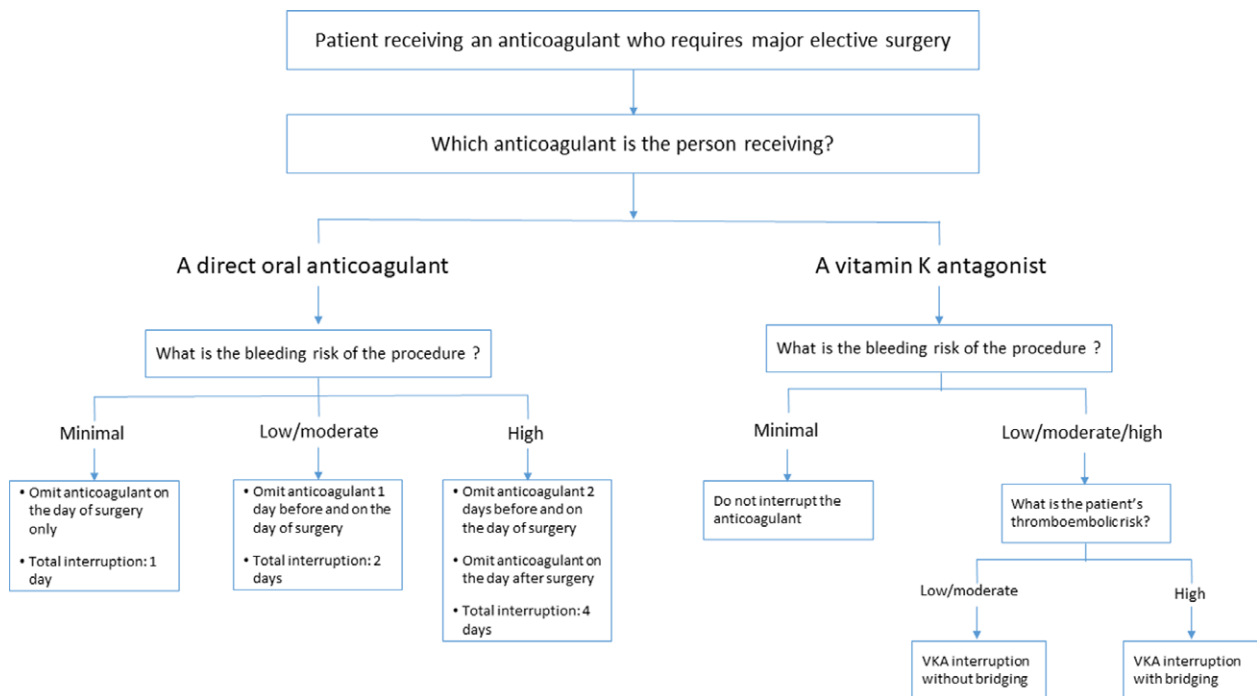 Patient receiving an anticoagulant who requires major elective surgery
Which anticoagulant is the person receiving?
A direct oral anticoagulant
What is the bleeding risk of the procedure ?
Minimal
• Omit anticoagulant on
the day of surgery
only
• Total interruption: 1
day
Low/moderate
• Omit anticoagulant 1
day before and on the
day of surgery
• Total interruption: 2
days
High
• Omit anticoagulant 2
days before and on
the day of surgery
• Omit anticoagulant on
the day after surgery
• Total interruption: 4
days
A vitamin K antagonist
What is the bleeding risk of the procedure ?
Minimal
Do not interrupt the
anticoagulant
Low/moderate/high
What is the patient's
thromboembolic risk?
Low/moderate
VKA interruption
without bridging
High
VKA interruption
with bridging